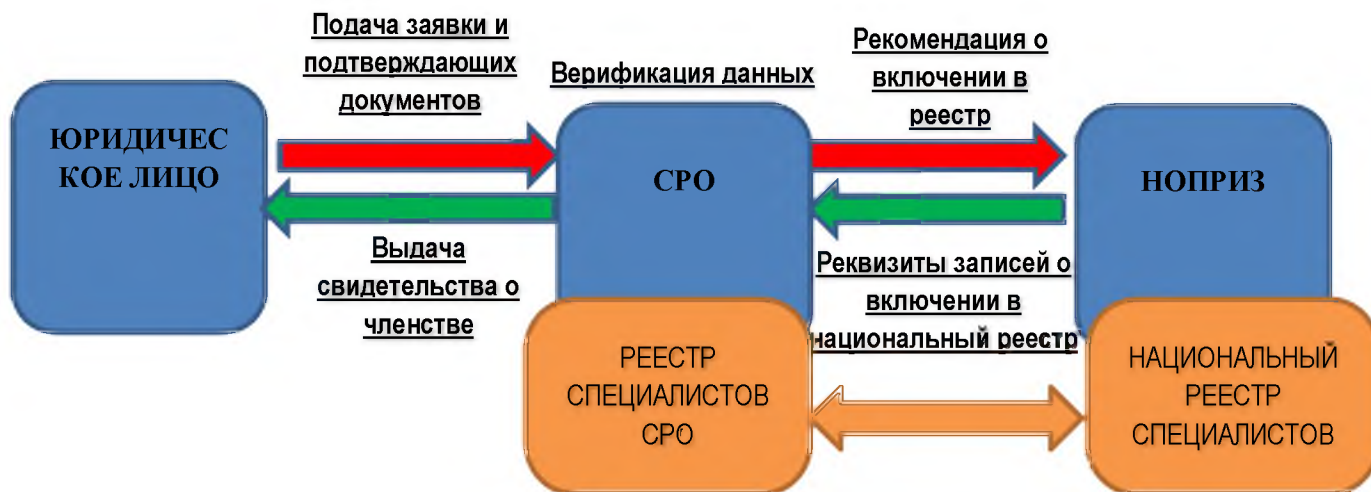 Подача заявки и
подтверждающих
документов
Верификация данных
Рекомендация о
включении в
реестр
ЮРИДИЧЕС
КОЕ ЛИЦО
СРО
НОПРИЗ
Выдача
свидетельства о
членстве
Реквизиты записей о
включении в
национальный реестр
РЕЕСТР
СПЕЦИАЛИСТОВ
СРО
НАЦИОНАЛЬНЫЙ
РЕЕСТР
СПЕЦИАЛИСТОВ